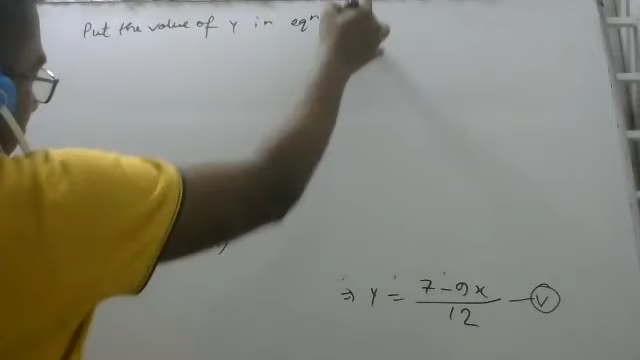 Put the value of y in eqn
⇒ y = (7-9x)/12 — (v)